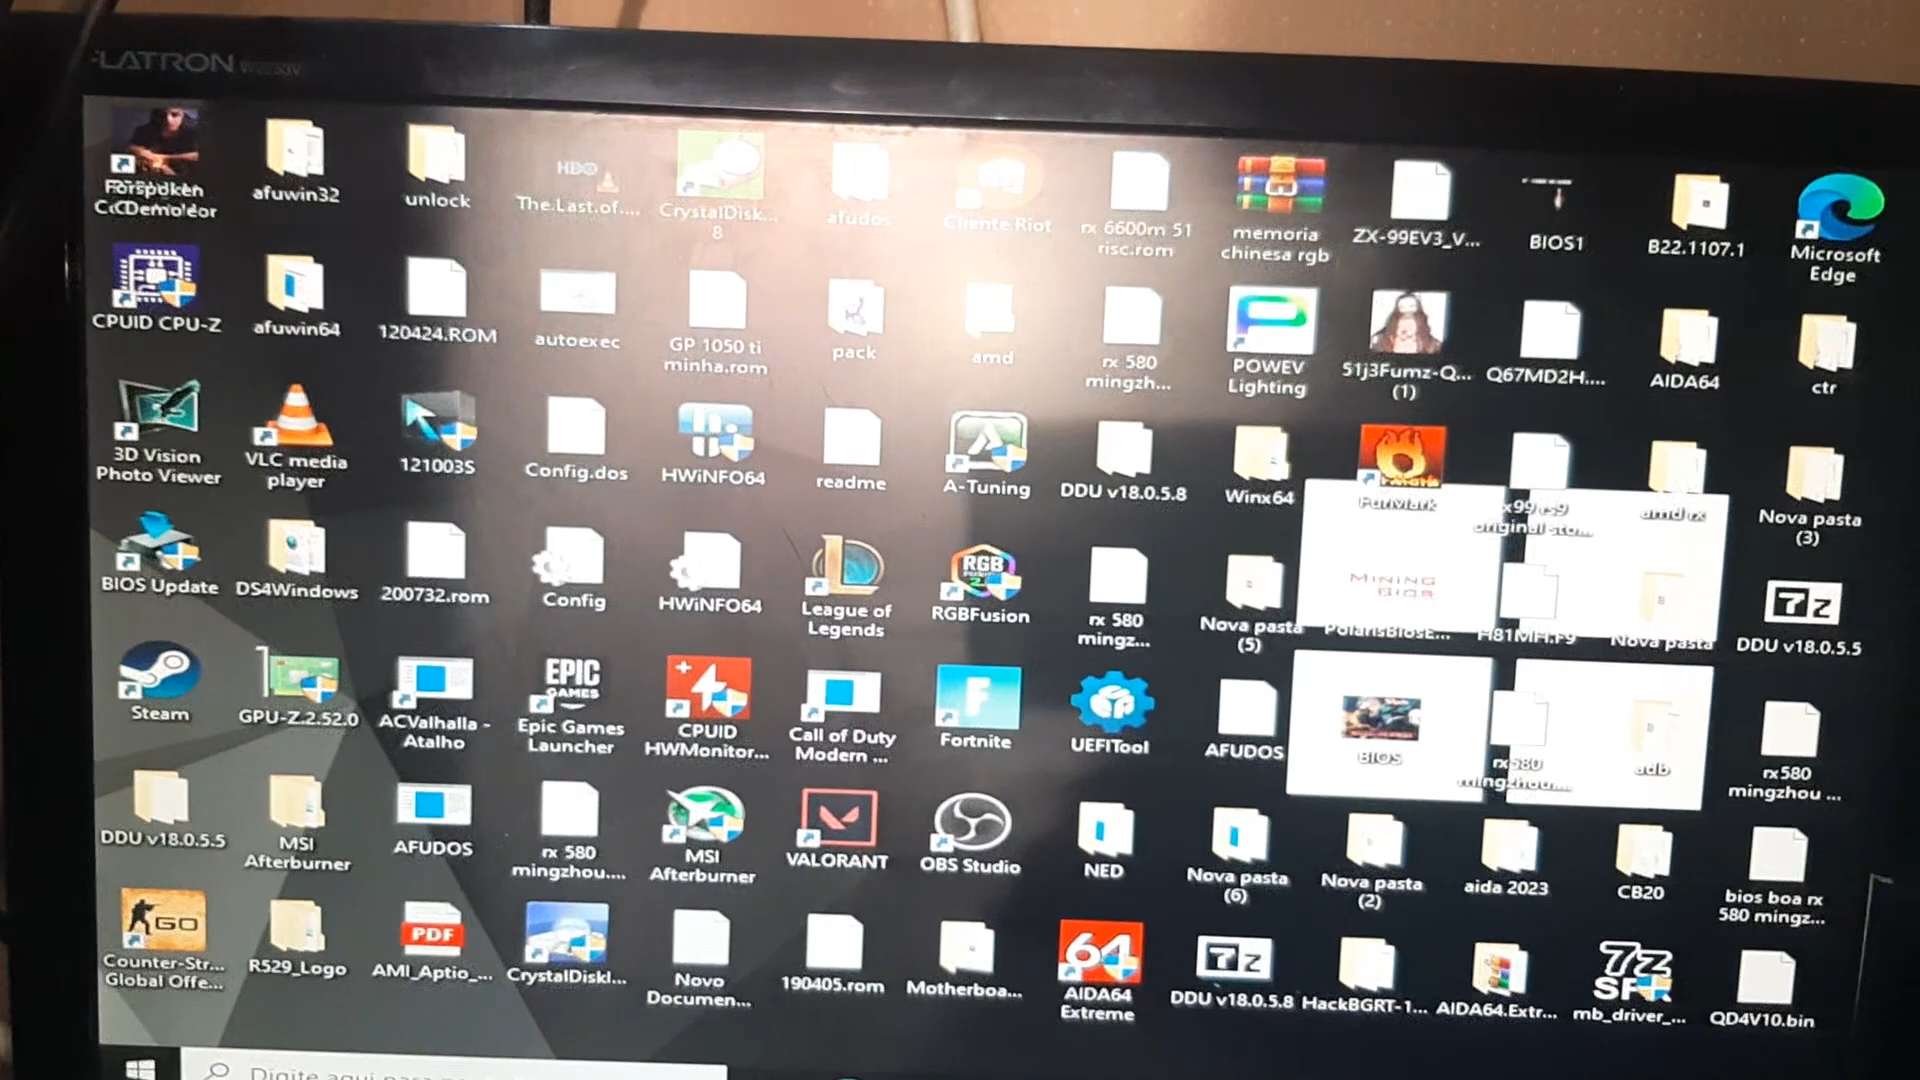 LATRON
Forspoken
afuwin32
unlock
HBO
The.Last.of....
CrystalDisk...
8
afudos
Cliente Riot
rx 6600m 51
risc.rom
memoria
chinesa rgb
ZX-99EV3_V...
BIOS1
B22.1107.1
Microsoft
Edge
CPUID CPU-Z
afuwin64
120424.ROM
autoexec
GP 1050 ti
minha.rom
pack
amd
rx 580
mingzh...
POWEV
Lighting
51j3Fumz-Q...
(1)
Q67MD2H....
AIDA64
ctr
3D Vision
Photo Viewer
VLC media
player
121003S
Config.dos
HWiNFO64
readme
A-Tuning
DDU v18.0.5.8
Winx64
FurMark
original sto...
amd rx
Nova pasta
(3)
BIOS Update
DS4Windows
200732.rom
Config
HWiNFO64
League of
Legends
RGB
RGBFusion
rx 580
mingz...
Nova pasta
(5)
MINING
BIOS
PolarisBiosE...
H81MH.F9
Nova pasta
7z
DDU v18.0.5.5
Steam
GPU-Z.2.52.0
ACValhalla -
Atalho
EPIC
GAMES
Epic Games
Launcher
CPUID
HWMonitor...
Call of Duty
Modern ...
F
Fortnite
UEFITool
AFUDOS
BIOS
rx580
mingzhou....
adb
rx580
mingzhou ...
DDU v18.0.5.5
MSI
Afterburner
AFUDOS
rx 580
mingzhou....
MSI
Afterburner
VALORANT
OBS Studio
NED
Nova pasta
(6)
Nova pasta
(2)
aida 2023
CB20
bios boa rx
580 mingz...
GO
Counter-Str...
Global Offe...
R529_Logo
PDF
AMI_Aptio_...
CrystalDiskI...
Novo
Documen...
190405.rom
Motherboa...
64
AIDA64
Extreme
7z
DDU v18.0.5.8
HackBGRT-1...
AIDA64.Extr...
7z
mb_driver_...
QD4V10.bin
Digite aqui para